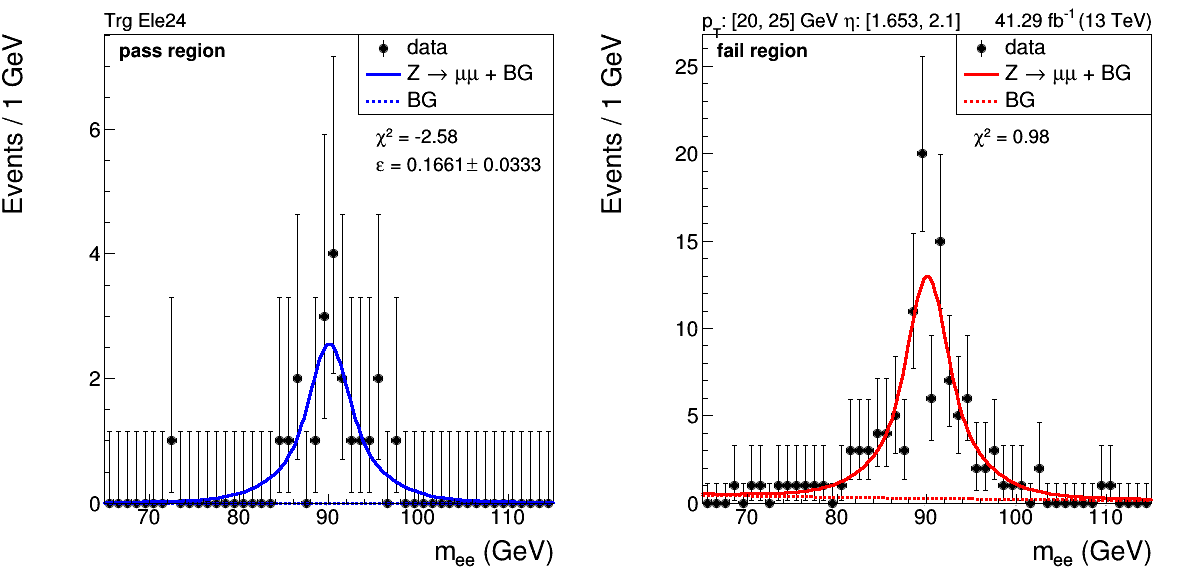 Trg Ele24
pass region
data
Z → μμ + BG
BG
χ² = -2.58
ε = 0.1661 ± 0.0333
Events / 1 GeV
6
4
2
0
70
80
90
100
110
m_ee (GeV)
p_T: [20, 25] GeV η: [1.653, 2.1]
41.29 fb⁻¹ (13 TeV)
fail region
data
Z → μμ + BG
BG
χ² = 0.98
Events / 1 GeV
25
20
15
10
5
0
70
80
90
100
110
m_ee (GeV)